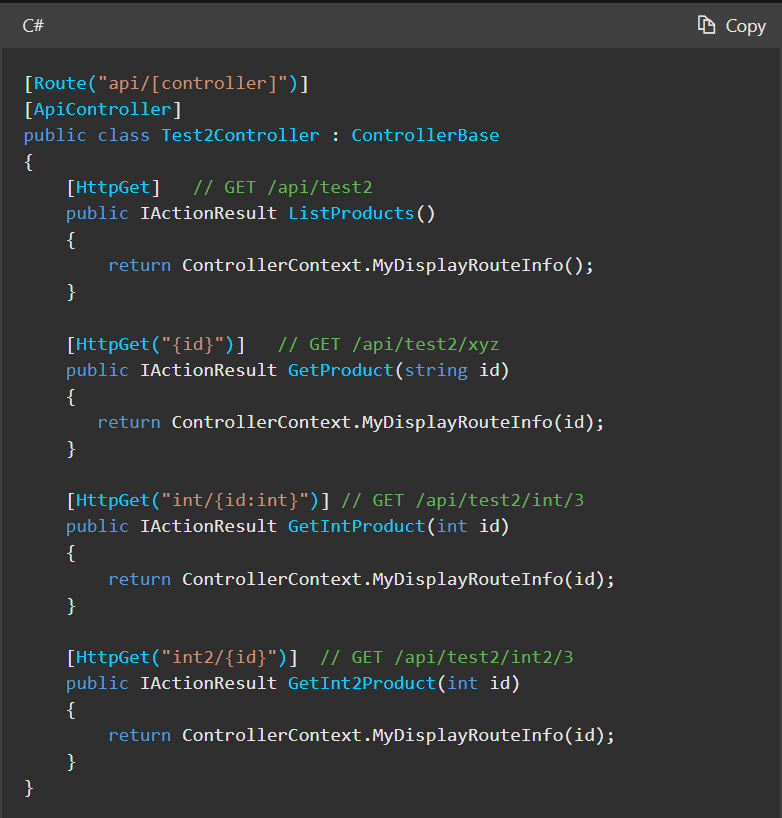 C#
Copy
[Route("api/[controller]")]
[ApiController]
public class Test2Controller : ControllerBase
{
    [HttpGet]   // GET /api/test2
    public IActionResult ListProducts()
    {
        return ControllerContext.MyDisplayRouteInfo();
    }

    [HttpGet("{id}")]   // GET /api/test2/xyz
    public IActionResult GetProduct(string id)
    {
       return ControllerContext.MyDisplayRouteInfo(id);
    }

    [HttpGet("int/{id:int}")] // GET /api/test2/int/3
    public IActionResult GetIntProduct(int id)
    {
        return ControllerContext.MyDisplayRouteInfo(id);
    }

    [HttpGet("int2/{id}")]  // GET /api/test2/int2/3
    public IActionResult GetInt2Product(int id)
    {
        return ControllerContext.MyDisplayRouteInfo(id);
    }
}